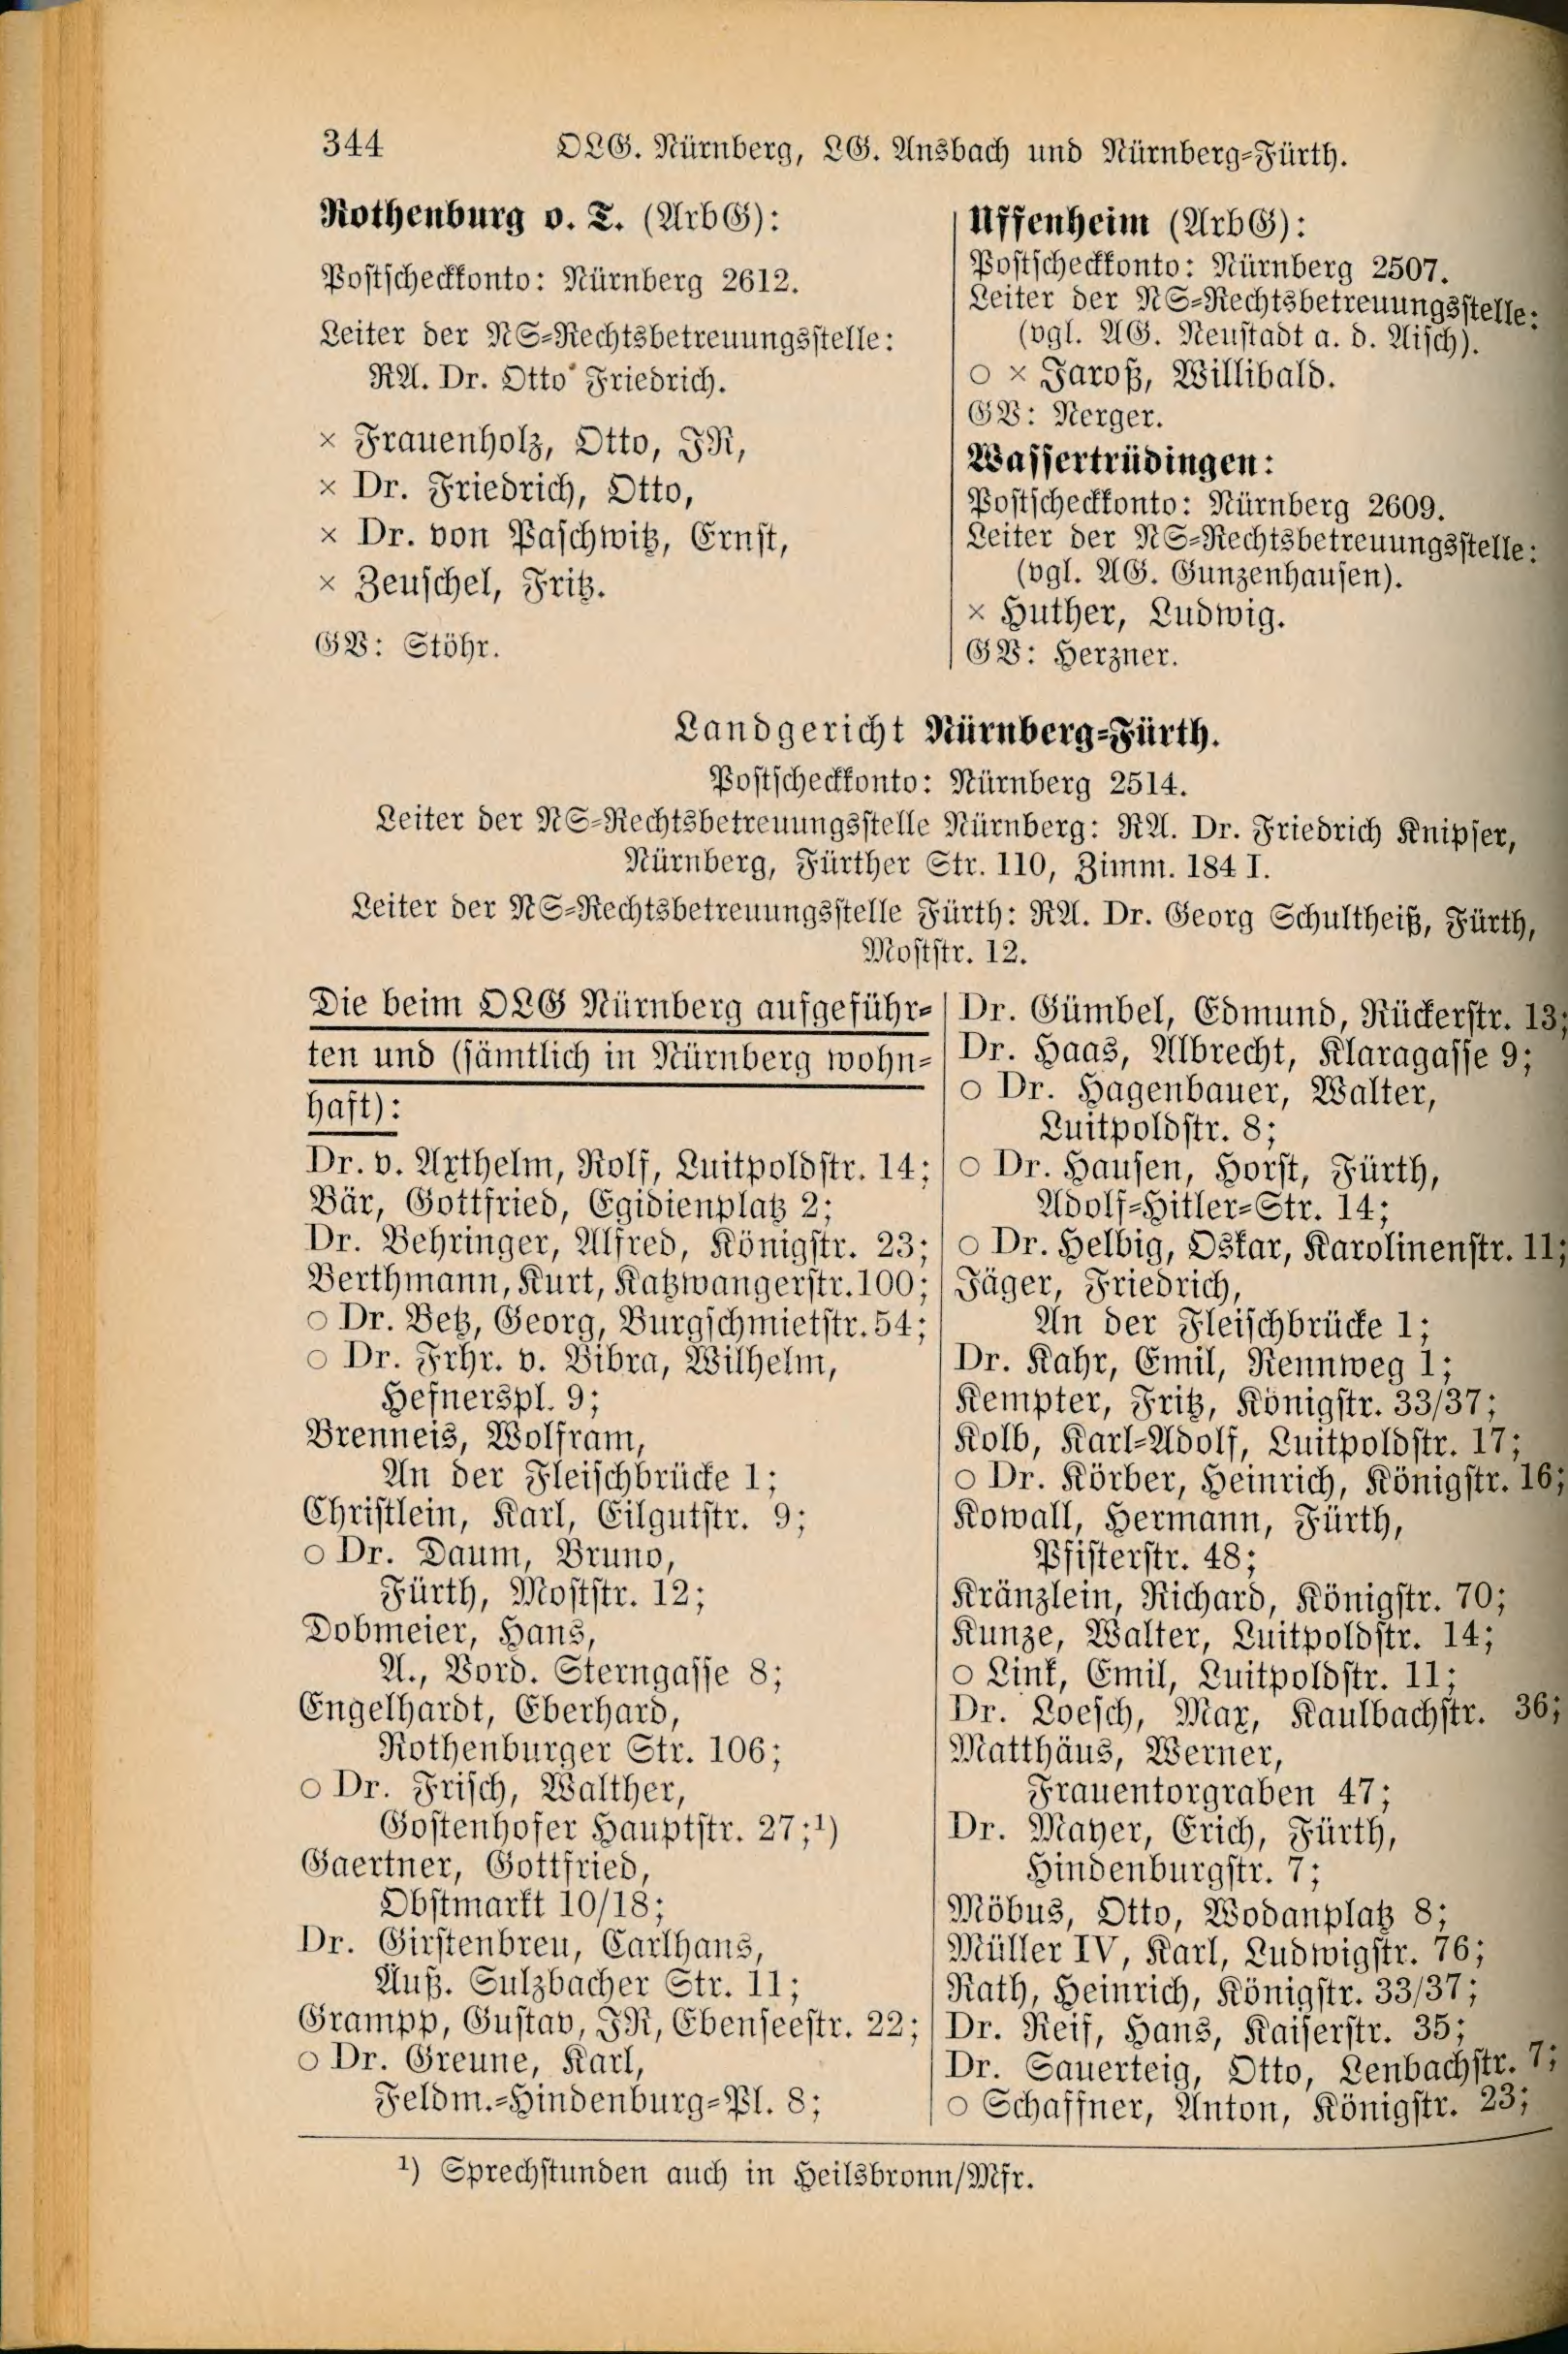 344
OLG. Nürnberg, LG. Ansbach und Nürnberg-Fürth.
Rothenburg o. T. (ArbG):
Postscheckkonto: Nürnberg 2612.
Leiter der NS-Rechtsbetreuungsstelle:
RA. Dr. Otto Friedrich.
× Frauenholz, Otto, JR,
× Dr. Friedrich, Otto,
× Dr. von Paschwitz, Ernst,
× Zeuschel, Fritz.
GV: Stöhr.
Uffenheim (ArbG):
Postscheckkonto: Nürnberg 2507.
Leiter der NS-Rechtsbetreuungsstelle:
(vgl. AG. Neustadt a. d. Aisch).
○ × Jaroß, Willibald.
GV: Nerger.
Wassertrüdingen:
Postscheckkonto: Nürnberg 2609.
Leiter der NS-Rechtsbetreuungsstelle:
(vgl. AG. Gunzenhausen).
× Huther, Ludwig.
GV: Herzner.
Landgericht Nürnberg-Fürth.
Postscheckkonto: Nürnberg 2514.
Leiter der NS-Rechtsbetreuungsstelle Nürnberg: RA. Dr. Friedrich Knipser,
Nürnberg, Fürther Str. 110, Zimm. 184 I.
Leiter der NS-Rechtsbetreuungsstelle Fürth: RA. Dr. Georg Schultheiß, Fürth,
Moststr. 12.
Die beim OLG Nürnberg aufgeführ-
ten und (sämtlich in Nürnberg wohn-
haft):
Dr. v. Axthelm, Rolf, Luitpoldstr. 14;
Bär, Gottfried, Egidienplatz 2;
Dr. Behringer, Alfred, Königstr. 23;
Berthmann, Kurt, Katzwangerstr. 100;
○ Dr. Betz, Georg, Burgschmietstr. 54;
○ Dr. Frhr. v. Bibra, Wilhelm,
Hefnerspl. 9;
Brenneis, Wolfram,
An der Fleischbrücke 1;
Christlein, Karl, Eilgutstr. 9;
○ Dr. Daum, Bruno,
Fürth, Moststr. 12;
Dobmeier, Hans,
A., Vord. Sterngasse 8;
Engelhardt, Eberhard,
Rothenburger Str. 106;
○ Dr. Frisch, Walther,
Gostenhofer Hauptstr. 27;¹)
Gaertner, Gottfried,
Obstmarkt 10/18;
Dr. Girstenbreu, Carlhans,
Äuß. Sulzbacher Str. 11;
Grampp, Gustav, JR, Ebenseestr. 22;
○ Dr. Greune, Karl,
Feldm.-Hindenburg-Pl. 8;
Dr. Gümbel, Edmund, Rückerstr. 13;
Dr. Haas, Albrecht, Klaragasse 9;
○ Dr. Hagenbauer, Walter,
Luitpoldstr. 8;
○ Dr. Hausen, Horst, Fürth,
Adolf-Hitler-Str. 14;
○ Dr. Helbig, Oskar, Karolinenstr. 11;
Jäger, Friedrich,
An der Fleischbrücke 1;
Dr. Kahr, Emil, Rennweg 1;
Kempter, Fritz, Königstr. 33/37;
Kolb, Karl-Adolf, Luitpoldstr. 17;
○ Dr. Körber, Heinrich, Königstr. 16;
Kowall, Hermann, Fürth,
Pfisterstr. 48;
Kränzlein, Richard, Königstr. 70;
Kunze, Walter, Luitpoldstr. 14;
○ Link, Emil, Luitpoldstr. 11;
Dr. Loesch, Max, Kaulbachstr. 36;
Matthäus, Werner,
Frauentorgraben 47;
Dr. Mayer, Erich, Fürth,
Hindenburgstr. 7;
Möbus, Otto, Wodanplatz 8;
Müller IV, Karl, Ludwigstr. 76;
Rath, Heinrich, Königstr. 33/37;
Dr. Reif, Hans, Kaiserstr. 35;
Dr. Sauerteig, Otto, Lenbachstr. 7;
○ Schaffner, Anton, Königstr. 23;
¹) Sprechstunden auch in Heilsbronn/Mfr.